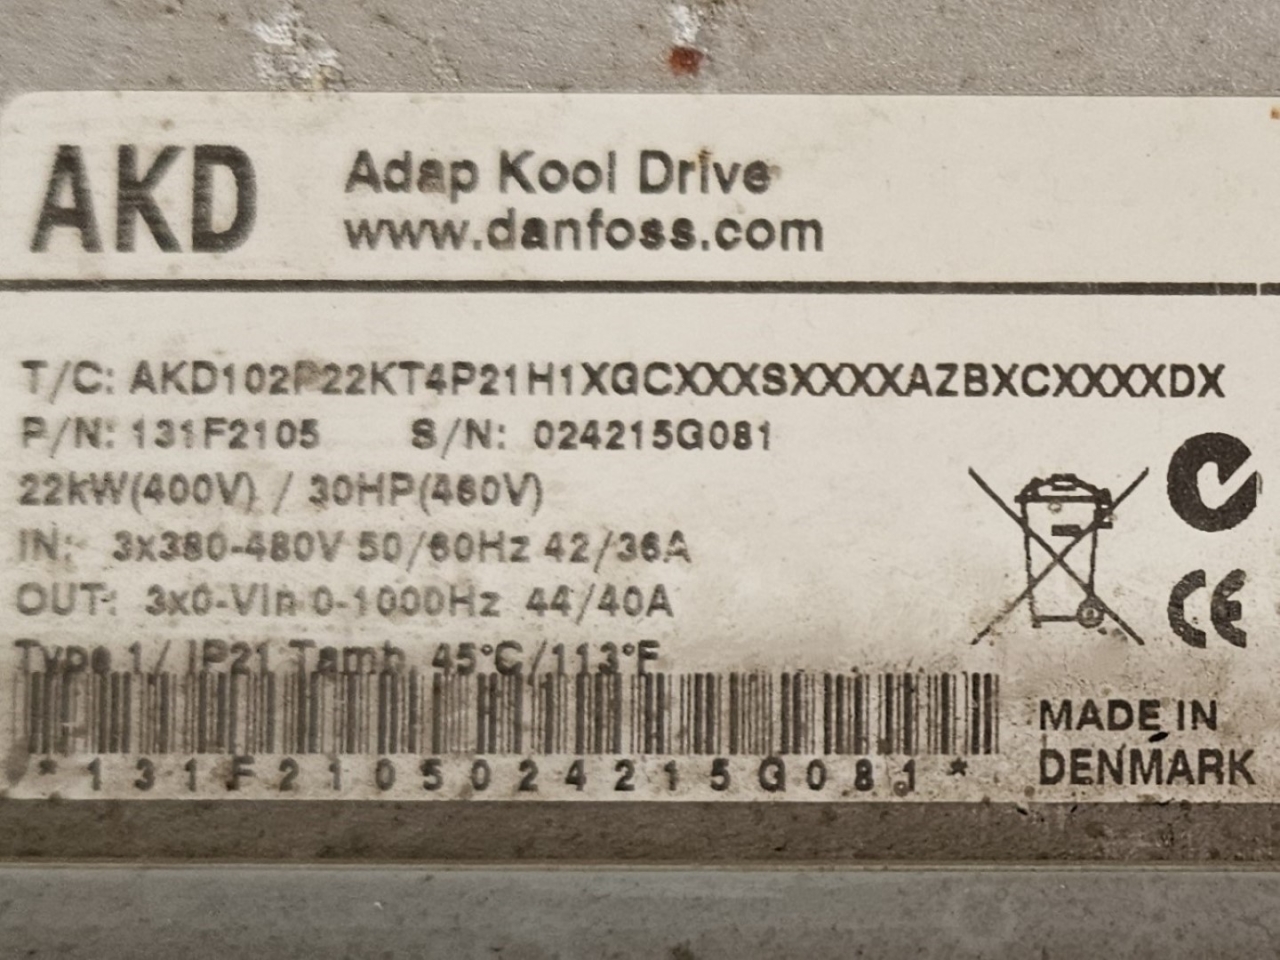 AKD
Adap Kool Drive
www.danfoss.com
T/C: AKD102P22KT4P21H1XGCXXXSXXXXAZBXCXXXXDX
P/N: 131F2105 S/N: 024215G081
22kW(400V) / 30HP(460V)
IN: 3x380-480V 50/60Hz 42/36A
OUT: 3x0-Vin 0-1000Hz 44/40A
Type 1/ IP21 Tamb. 45°C/113°F
*131F2105024215G081*
CE
MADE IN
DENMARK